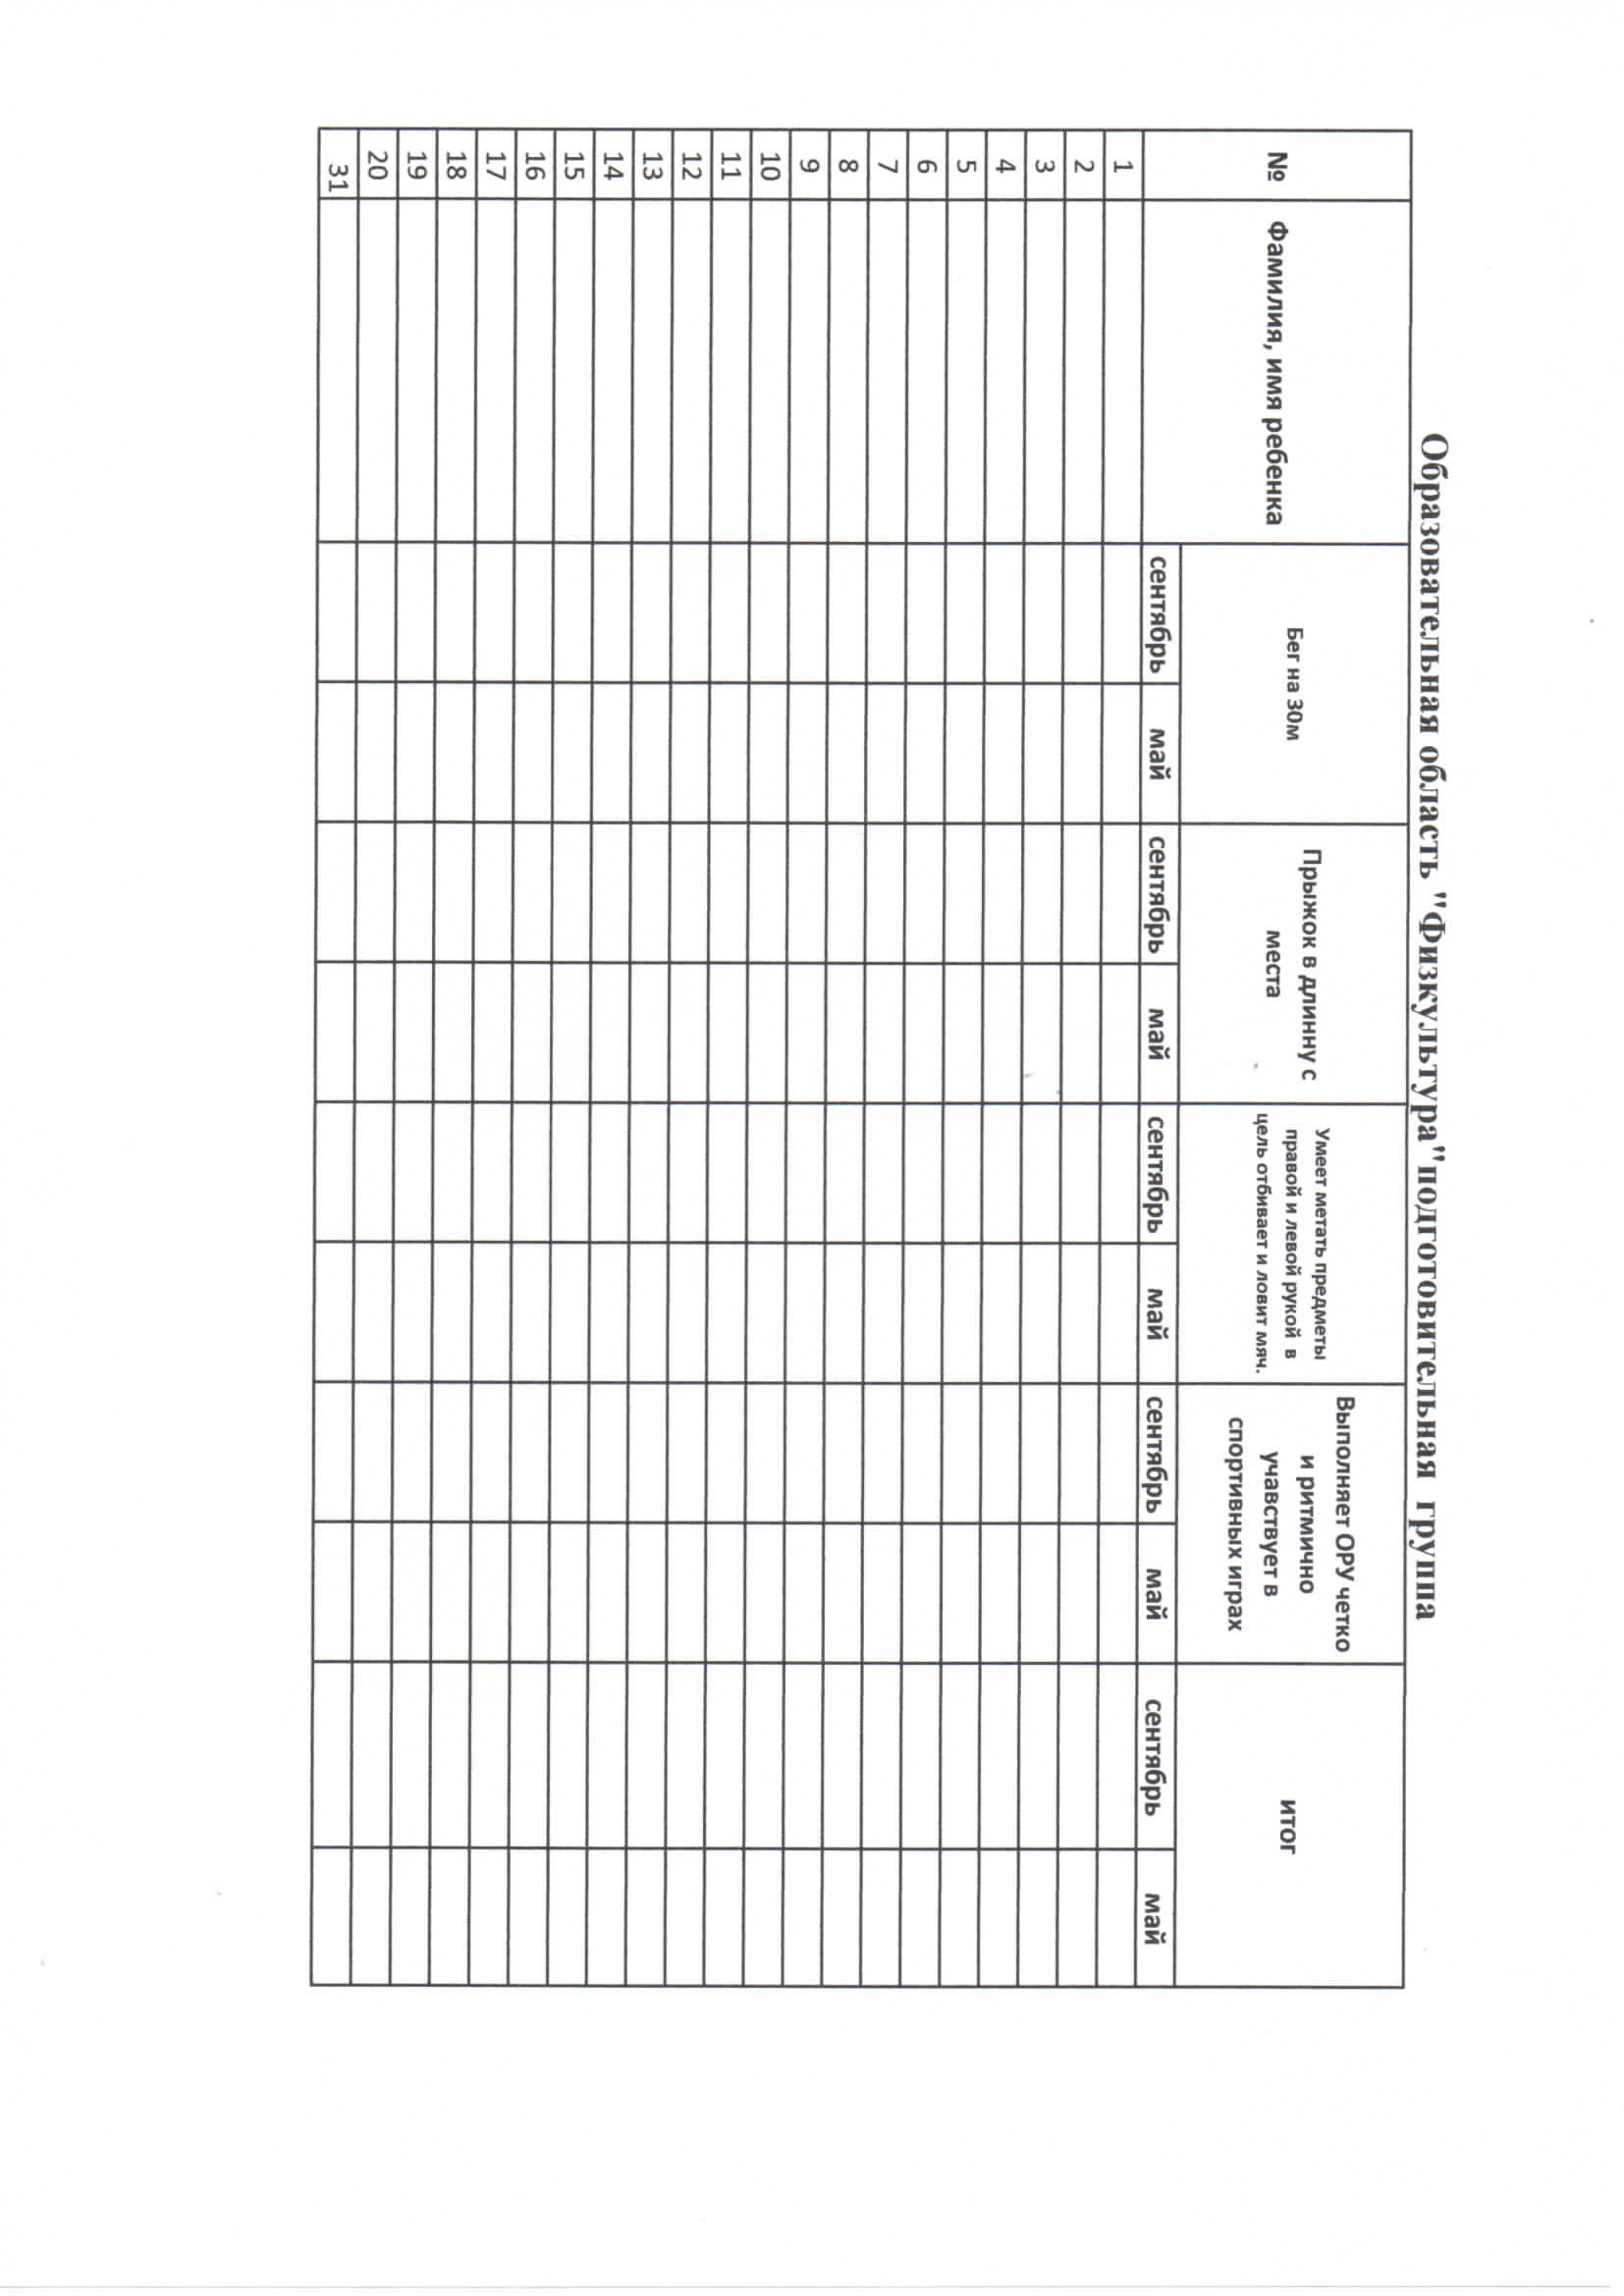 Образовательная область "Физкультура"подготовительная группа
№
Фамилия, имя ребенка
Бег на 30м
Прыжок в длинну с
места
Умеет метать предметы
правой и левой рукой в
цель отбивает и ловит мяч.
Выполняет ОРУ четко
и ритмично
учавствует в
спортивных играх
итог
сентябрь май сентябрь май сентябрь май сентябрь май сентябрь май
1
2
3
4
5
6
7
8
9
10
11
12
13
14
15
16
17
18
19
20
31